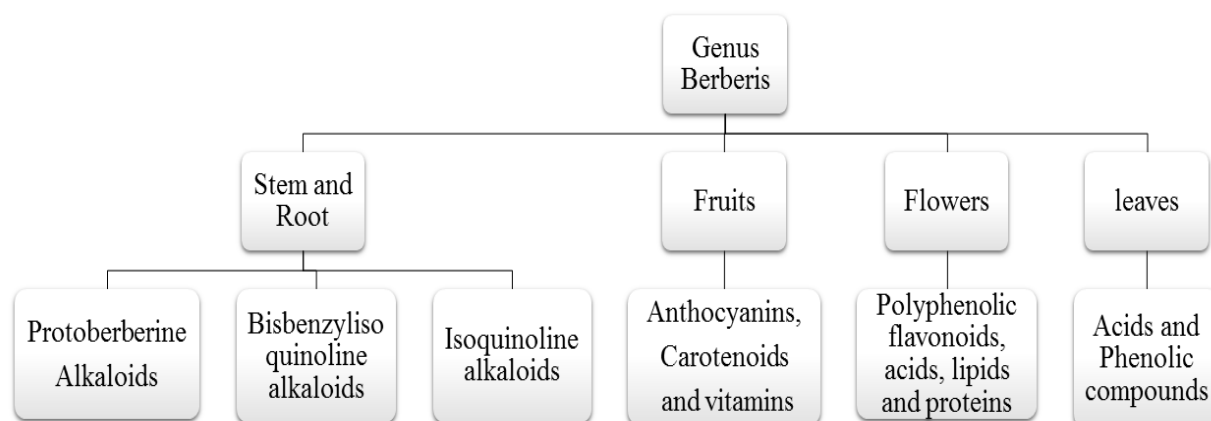 Genus
Berberis
Stem and
Root
Fruits
Flowers
leaves
Protoberberine
Alkaloids
Bisbenzyliso
quinoline
alkaloids
Isoquinoline
alkaloids
Anthocyanins,
Carotenoids
and vitamins
Polyphenolic
flavonoids,
acids, lipids
and proteins
Acids and
Phenolic
compounds